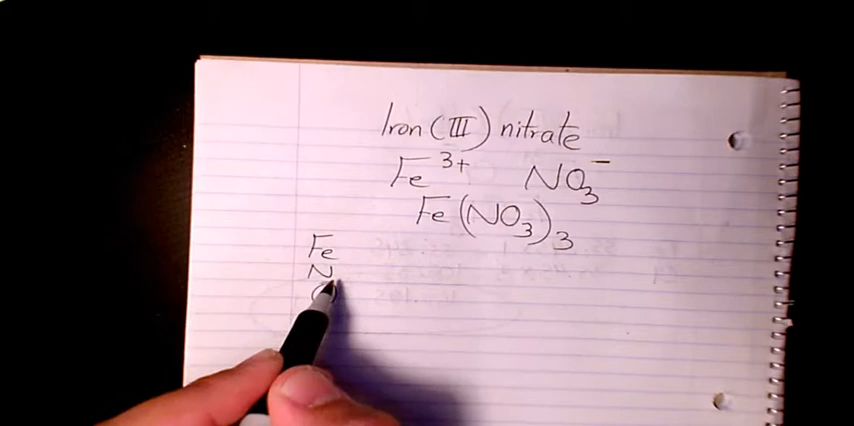 Iron (III) nitrate
Fe³⁺ NO₃⁻
Fe(NO₃)₃
Fe
N
O